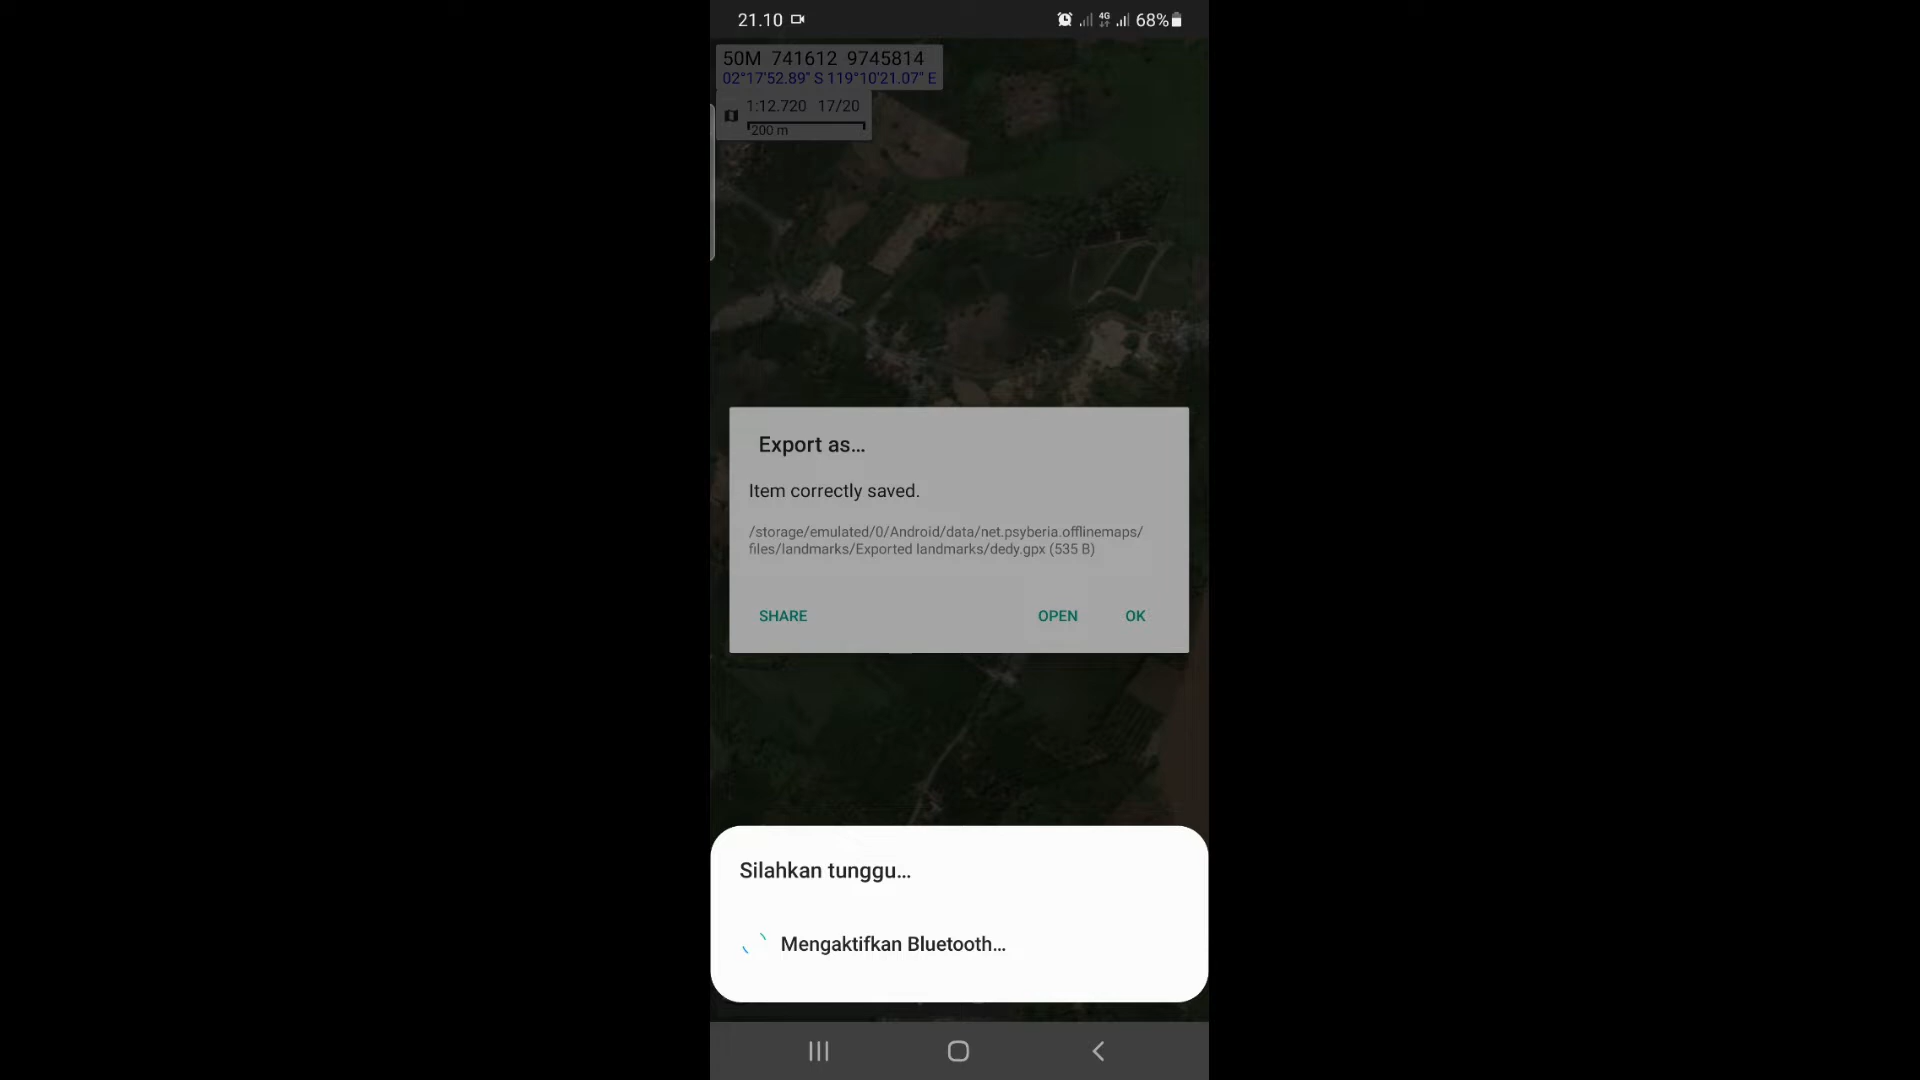 21.10
4G
68%
50M 741612 9745814
02°17'52.89" S 119°10'21.07" E
1:12.720 17/20
200 m
Export as...
Item correctly saved.
/storage/emulated/0/Android/data/net.psyberia.offlinemaps/
files/landmarks/Exported landmarks/dedy.gpx (535 B)
SHARE OPEN OK
Silahkan tunggu...
Mengaktifkan Bluetooth...